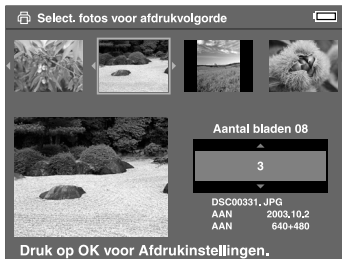 Select. fotos voor afdrukvolgorde
Aantal bladen 08
3
DSC00331. JPG
AAN 2003.10.2
AAN 640+480
Druk op OK voor Afdrukinstellingen.